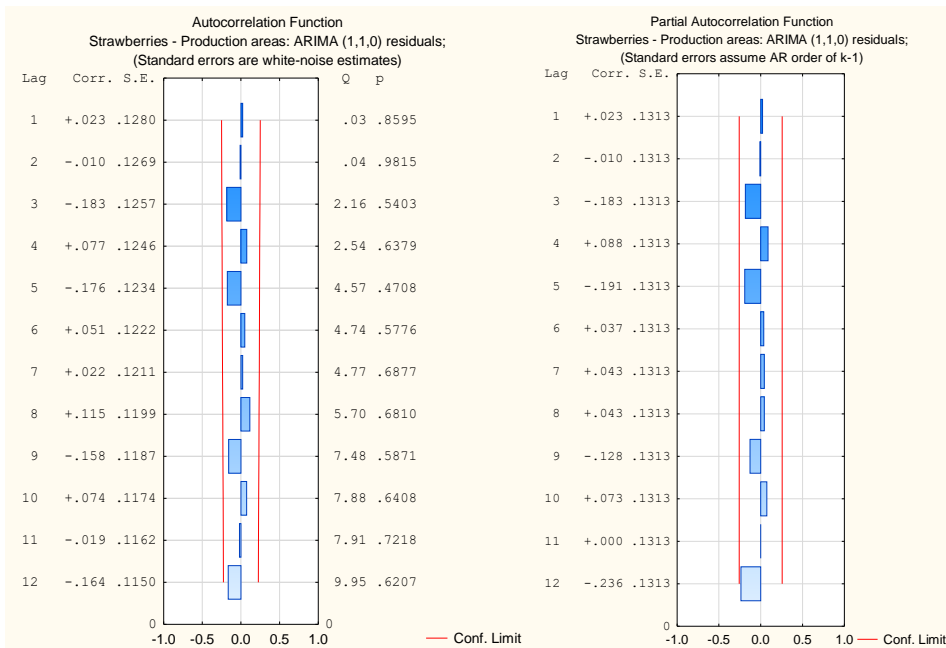 Autocorrelation Function
Strawberries - Production areas: ARIMA (1,1,0) residuals;
(Standard errors are white-noise estimates)
Lag Corr. S.E. Q p
1 +.023 .1280 .03 .8595
2 -.010 .1269 .04 .9815
3 -.183 .1257 2.16 .5403
4 +.077 .1246 2.54 .6379
5 -.176 .1234 4.57 .4708
6 +.051 .1222 4.74 .5776
7 +.022 .1211 4.77 .6877
8 +.115 .1199 5.70 .6810
9 -.158 .1187 7.48 .5871
10 +.074 .1174 7.88 .6408
11 -.019 .1162 7.91 .7218
12 -.164 .1150 9.95 .6207
0 0
-1.0 -0.5 0.0 0.5 1.0
Conf. Limit
Partial Autocorrelation Function
Strawberries - Production areas: ARIMA (1,1,0) residuals;
(Standard errors assume AR order of k-1)
Lag Corr. S.E.
1 +.023 .1313
2 -.010 .1313
3 -.183 .1313
4 +.088 .1313
5 -.191 .1313
6 +.037 .1313
7 +.043 .1313
8 +.043 .1313
9 -.128 .1313
10 +.073 .1313
11 +.000 .1313
12 -.236 .1313
0
-1.0 -0.5 0.0 0.5 1.0
Conf. Limit